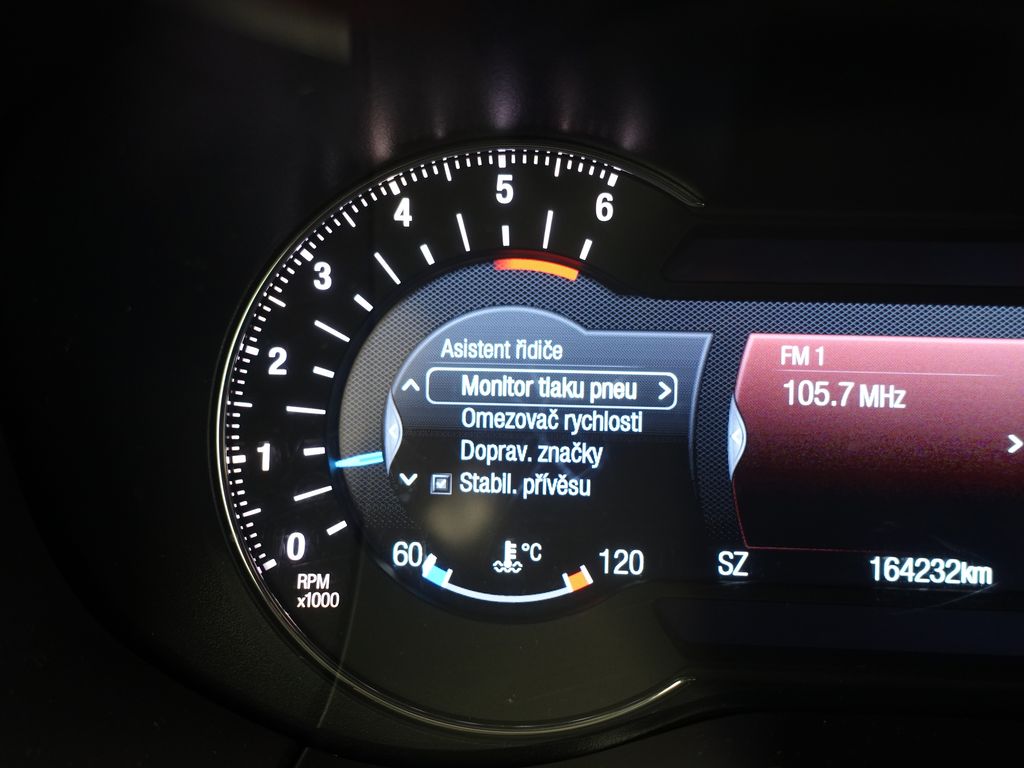 6
5
4
3
2
1
0
RPM
x1000
Asistent řidiče
Monitor tlaku pneu
Omezovač rychlosti
Doprav. značky
Stabil. přívěsu
60 °C 120
FM 1
105.7 MHz
SZ 164232km